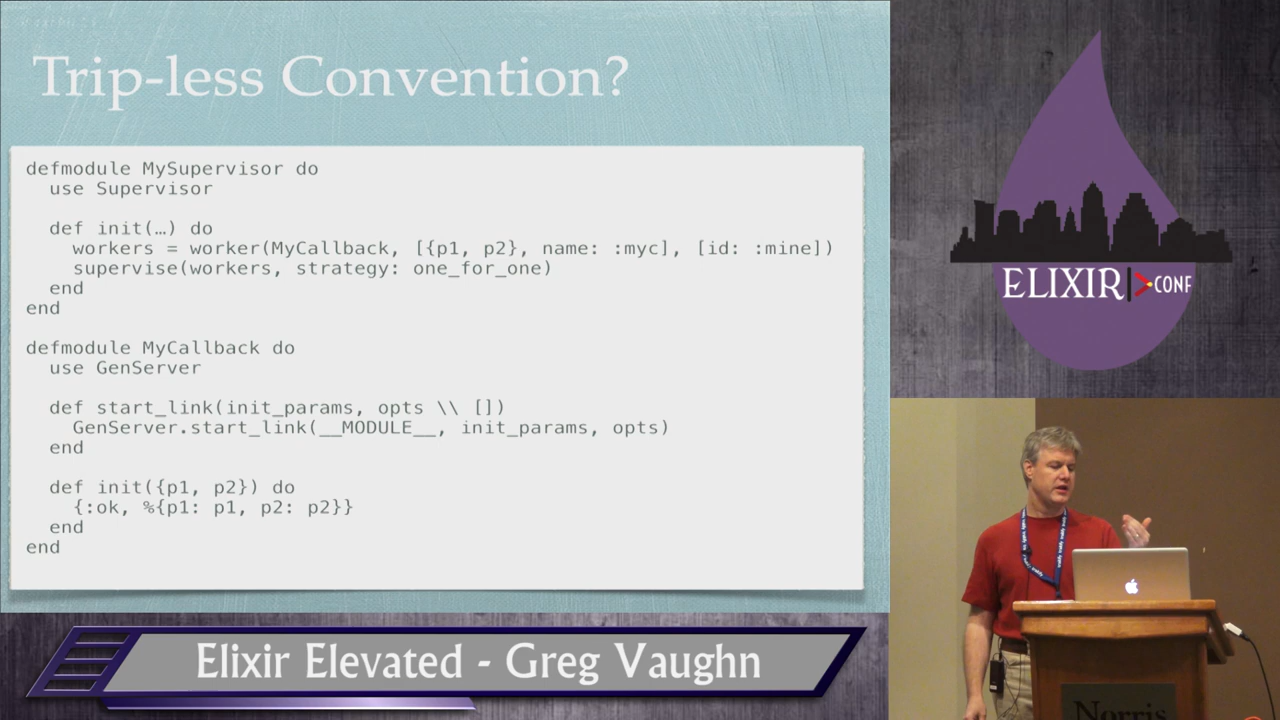 Trip-less Convention?
defmodule MySupervisor do
  use Supervisor
  def init(…) do
    workers = worker(MyCallback, [{p1, p2}, name: :myc], [id: :mine])
    supervise(workers, strategy: one_for_one)
  end
end
defmodule MyCallback do
  use GenServer
  def start_link(init_params, opts \\ [])
    GenServer.start_link(__MODULE__, init_params, opts)
  end
  def init({p1, p2}) do
    {:ok, %{p1: p1, p2: p2}}
  end
end
ELIXIR|>CONF
Norris
Elixir Elevated - Greg Vaughn